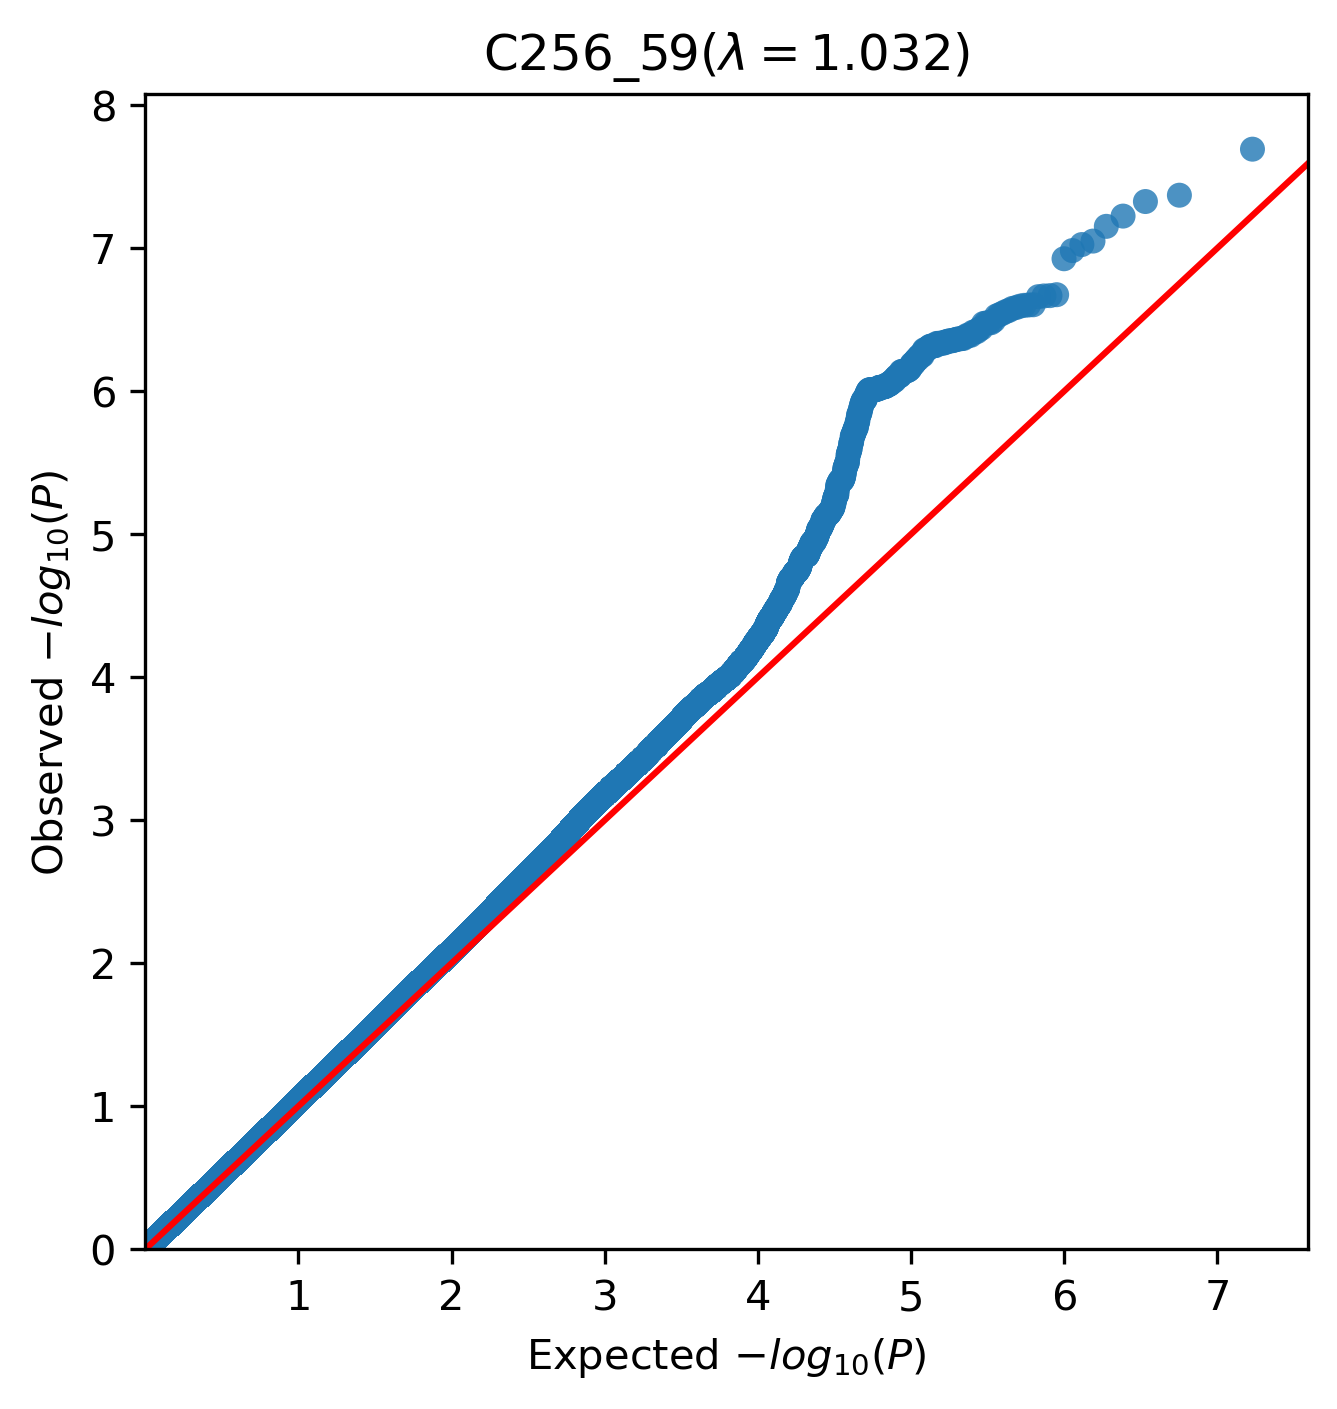 C256_59(λ = 1.032)
8
7
6
5
4
3
2
1
0
Observed −log₁₀(P)
1 2 3 4 5 6 7
Expected −log₁₀(P)